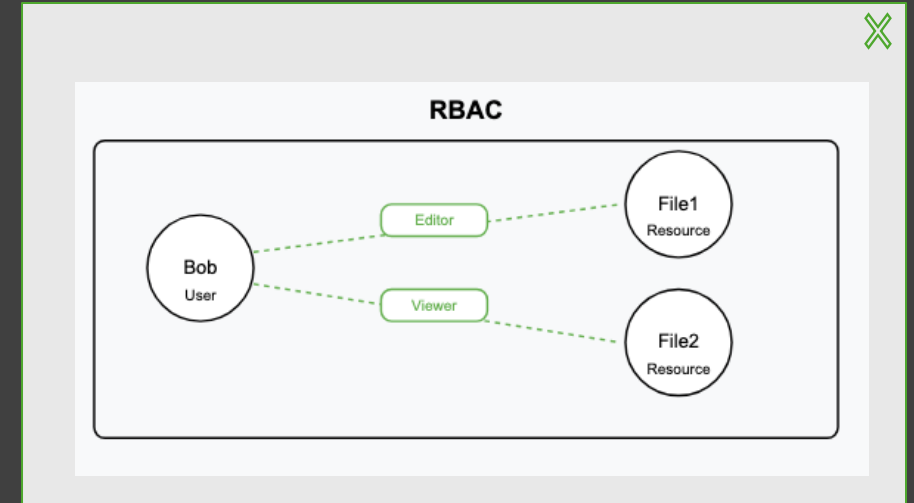 RBAC
Editor
File1
Resource
Bob
User
Viewer
File2
Resource